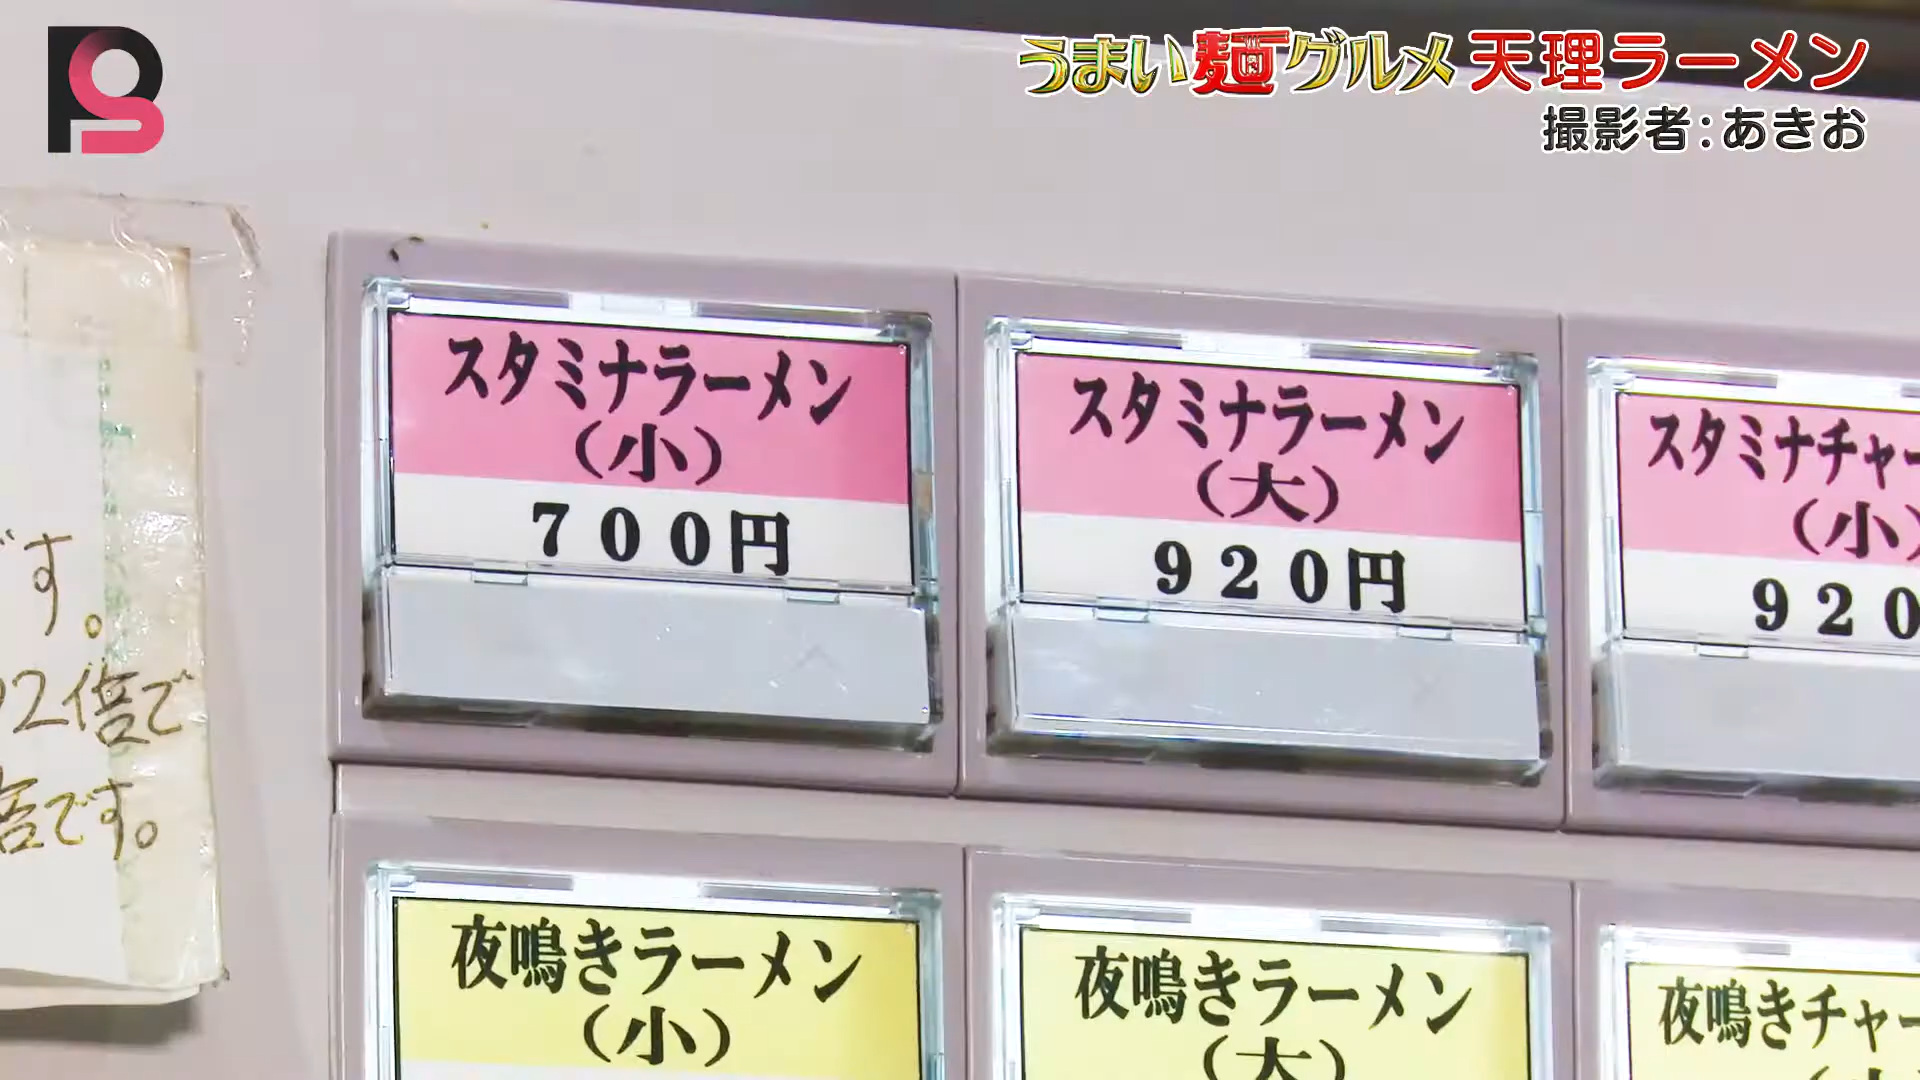 うまい麺グルメ 天理ラーメン
撮影者：あきお
スタミナラーメン
（小）
７００円
スタミナラーメン
（大）
９２０円
スタミナチャー
（小）
９２０
す。
2倍で
です。
夜鳴きラーメン
（小）
夜鳴きラーメン
（大）
夜鳴きチャー